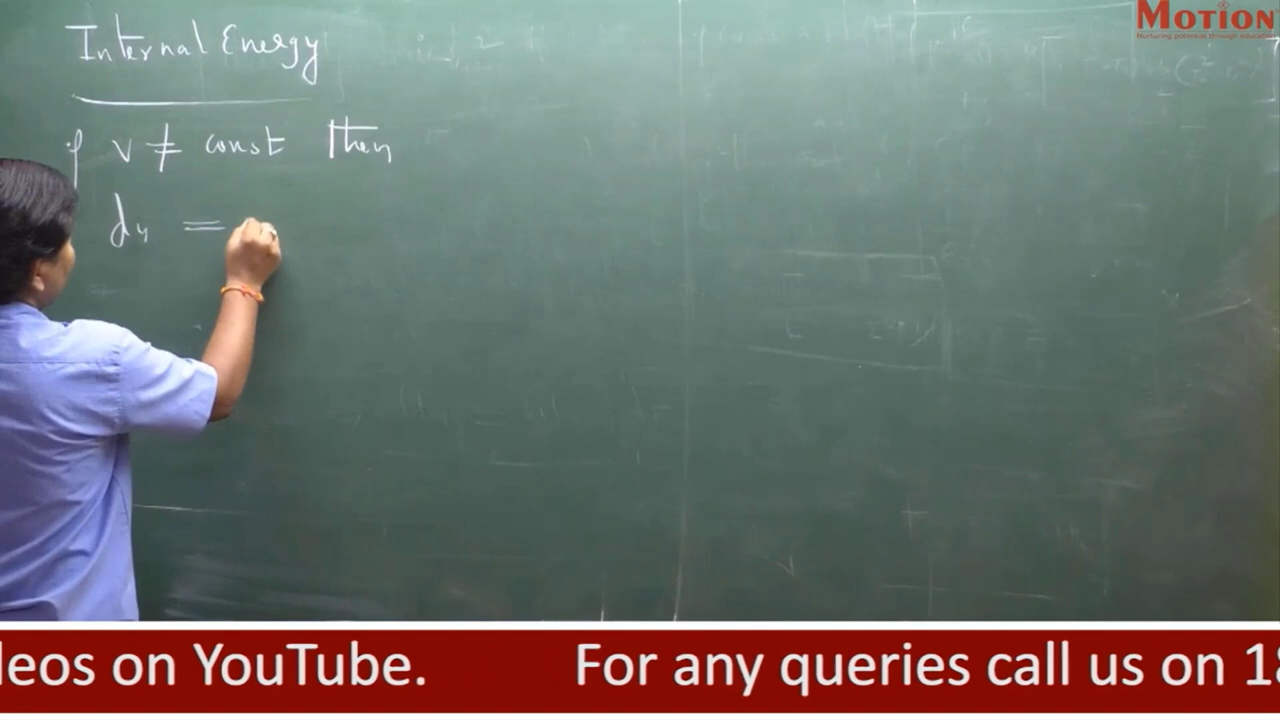 MOTION
Nurturing potential through education
Internal Energy
if v ≠ const then
du =
deos on YouTube. For any queries call us on 18